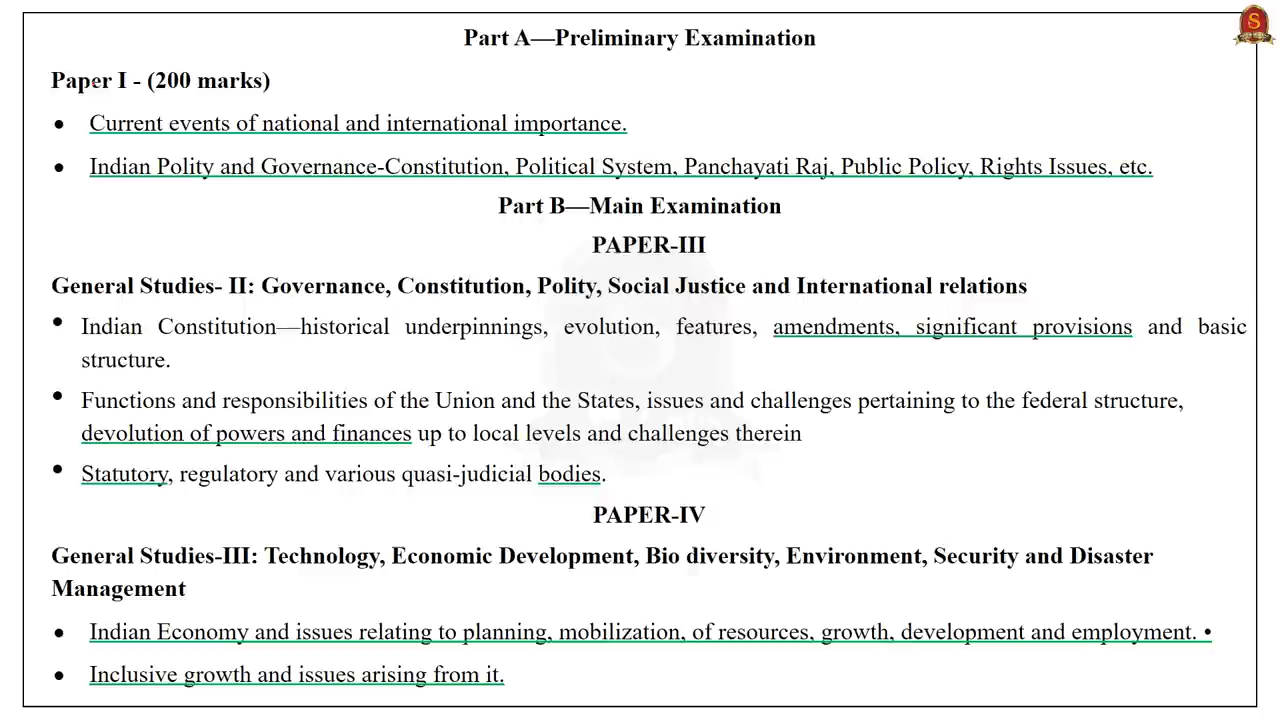 S
Part A—Preliminary Examination
Paper I - (200 marks)
• Current events of national and international importance.
• Indian Polity and Governance-Constitution, Political System, Panchayati Raj, Public Policy, Rights Issues, etc.
Part B—Main Examination
PAPER-III
General Studies- II: Governance, Constitution, Polity, Social Justice and International relations
• Indian Constitution—historical underpinnings, evolution, features, amendments, significant provisions and basic
structure.
• Functions and responsibilities of the Union and the States, issues and challenges pertaining to the federal structure,
devolution of powers and finances up to local levels and challenges therein
• Statutory, regulatory and various quasi-judicial bodies.
PAPER-IV
General Studies-III: Technology, Economic Development, Bio diversity, Environment, Security and Disaster
Management
• Indian Economy and issues relating to planning, mobilization, of resources, growth, development and employment. •
• Inclusive growth and issues arising from it.